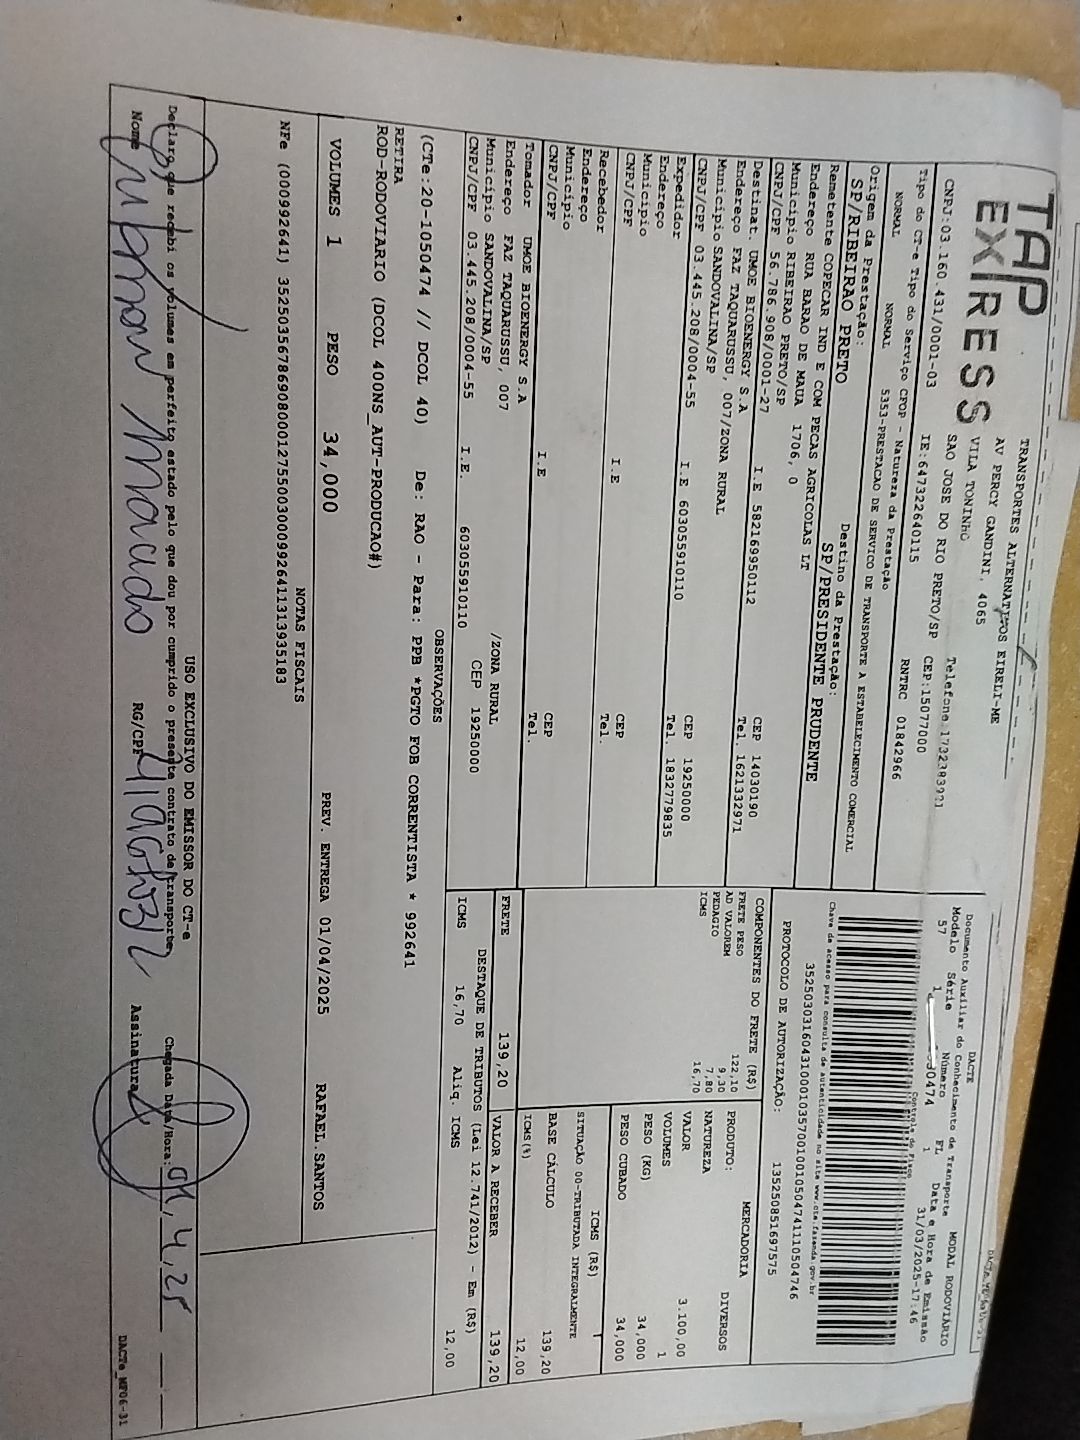 TAP
EXPRESS
TRANSPORTES ALTERNATIVOS EIRELI-ME
AV PERCY GANDINI, 4065
VILA TONINHO
SAO JOSE DO RIO PRETO/SP
Telefone 1732383921
CEP:15077000
CNPJ:03.160.431/0001-03 IE:647322640115 RNTRC 01842966
Tipo do CT-e Tipo do Serviço CFOP - Natureza da Prestação
NORMAL NORMAL 5353-PRESTACAO DE SERVICO DE TRANSPORTE A ESTABELECIMENTO COMERCIAL
Origem da Prestação: Destino da Prestação:
SP/RIBEIRAO PRETO SP/PRESIDENTE PRUDENTE
DACTE
Documento Auxiliar do Conhecimento de Transporte MODAL RODOVIÁRIO
Modelo Série Número FL Data e Hora de Emissão
57 1 1 1 31/03/2025-17:46
Controle do Fisco
Chave de acesso para consulta de autenticidade no site www.cte.fazenda.gov.br
35250303160431000103570010010504741110504746
PROTOCOLO DE AUTORIZAÇÃO: 135250851697575
Remetente COPECAR IND E COM PECAS AGRICOLAS LT
Endereço RUA BARAO DE MAUA 1706, 0
Município RIBEIRAO PRETO/SP CEP 14030190
CNPJ/CPF 56.786.908/0001-27 I.E 582169950112 Tel. 1621332971
Destinat. UMOE BIOENERGY S.A
Endereço FAZ TAQUARUSSU, 007/ZONA RURAL
Município SANDOVALINA/SP CEP 19250000
CNPJ/CPF 03.445.208/0004-55 I.E 603055910110 Tel. 1832779835
Expedidor
Endereço
Município CEP
CNPJ/CPF I.E Tel.
Recebedor
Endereço
Município CEP
CNPJ/CPF I.E Tel.
Tomador UMOE BIOENERGY S.A
Endereço FAZ TAQUARUSSU, 007 /ZONA RURAL
Município SANDOVALINA/SP CEP 19250000
CNPJ/CPF 03.445.208/0004-55 I.E. 603055910110
COMPONENTES DO FRETE (R$)
FRETE PESO 122,10
AD VALOREM 9,30
PEDAGIO 7,80
ICMS 16,70
MERCADORIA
PRODUTO: DIVERSOS
NATUREZA
VALOR 3.100,00
VOLUMES 1
PESO (KG) 34,000
PESO CUBADO 34,000
ICMS (R$)
SITUAÇÃO 00-TRIBUTADA INTEGRALMENTE
BASE CÁLCULO 139,20
ICMS(%) 12,00
FRETE 139,20 VALOR A RECEBER 139,20
DESTAQUE DE TRIBUTOS (Lei 12.741/2012) - Em (R$)
ICMS 16,70 Aliq. ICMS 12,00
OBSERVAÇÕES
(CTe:20-1050474 // DCOL 40) De: RAO - Para: PPB *PGTO FOB CORRENTISTA * 992641
RETIRA
ROD-RODOVIARIO (DCOL 400NS_AUT-PRODUCAO#)
VOLUMES 1 PESO 34,000 PREV. ENTREGA 01/04/2025 RAFAEL.SANTOS
NOTAS FISCAIS
NFe (000992641) 35250356786908000127550030009926411313935183
USO EXCLUSIVO DO EMISSOR DO CT-e
Declaro que recebi os volumes em perfeito estado pelo que dou por cumprido o presente contrato de transporte Chegada Data/Hora:
Nome RG/CPF Assinatura
DACTe_MF06-31